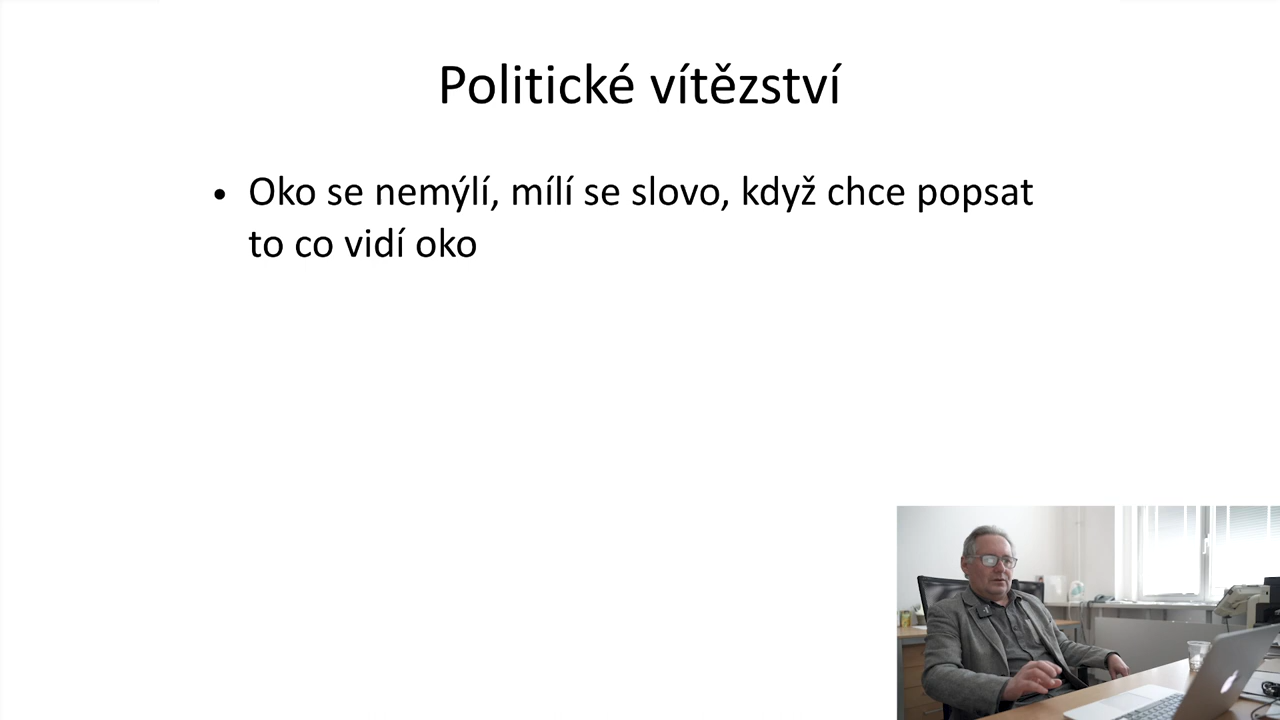 Politické vítězství
• Oko se nemýlí, mílí se slovo, když chce popsat
to co vidí oko